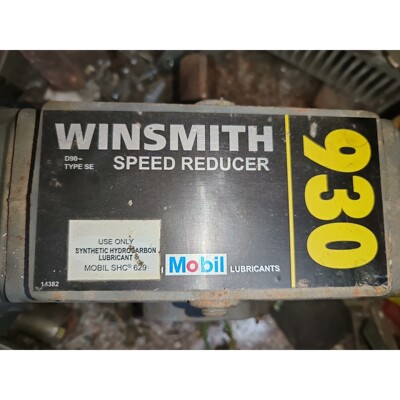 WINSMITH
D90~
TYPE SE
SPEED REDUCER
930
USE ONLY
SYNTHETIC HYDROCARBON
LUBRICANT
MOBIL SHC® 629
Mobil LUBRICANTS
14382